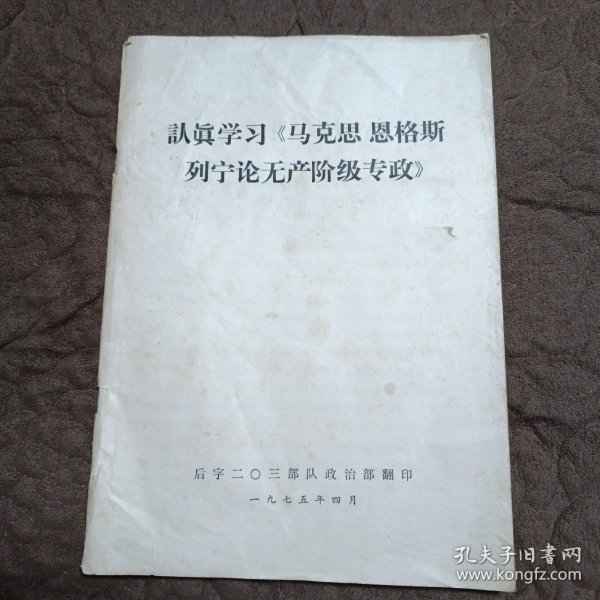 訫眞学习《马克思 恩格斯
列宁论无产阶级专政》
后字二〇三部队政治部翻印
一九七五年四月
孔夫子旧书网
www.kongfz.com